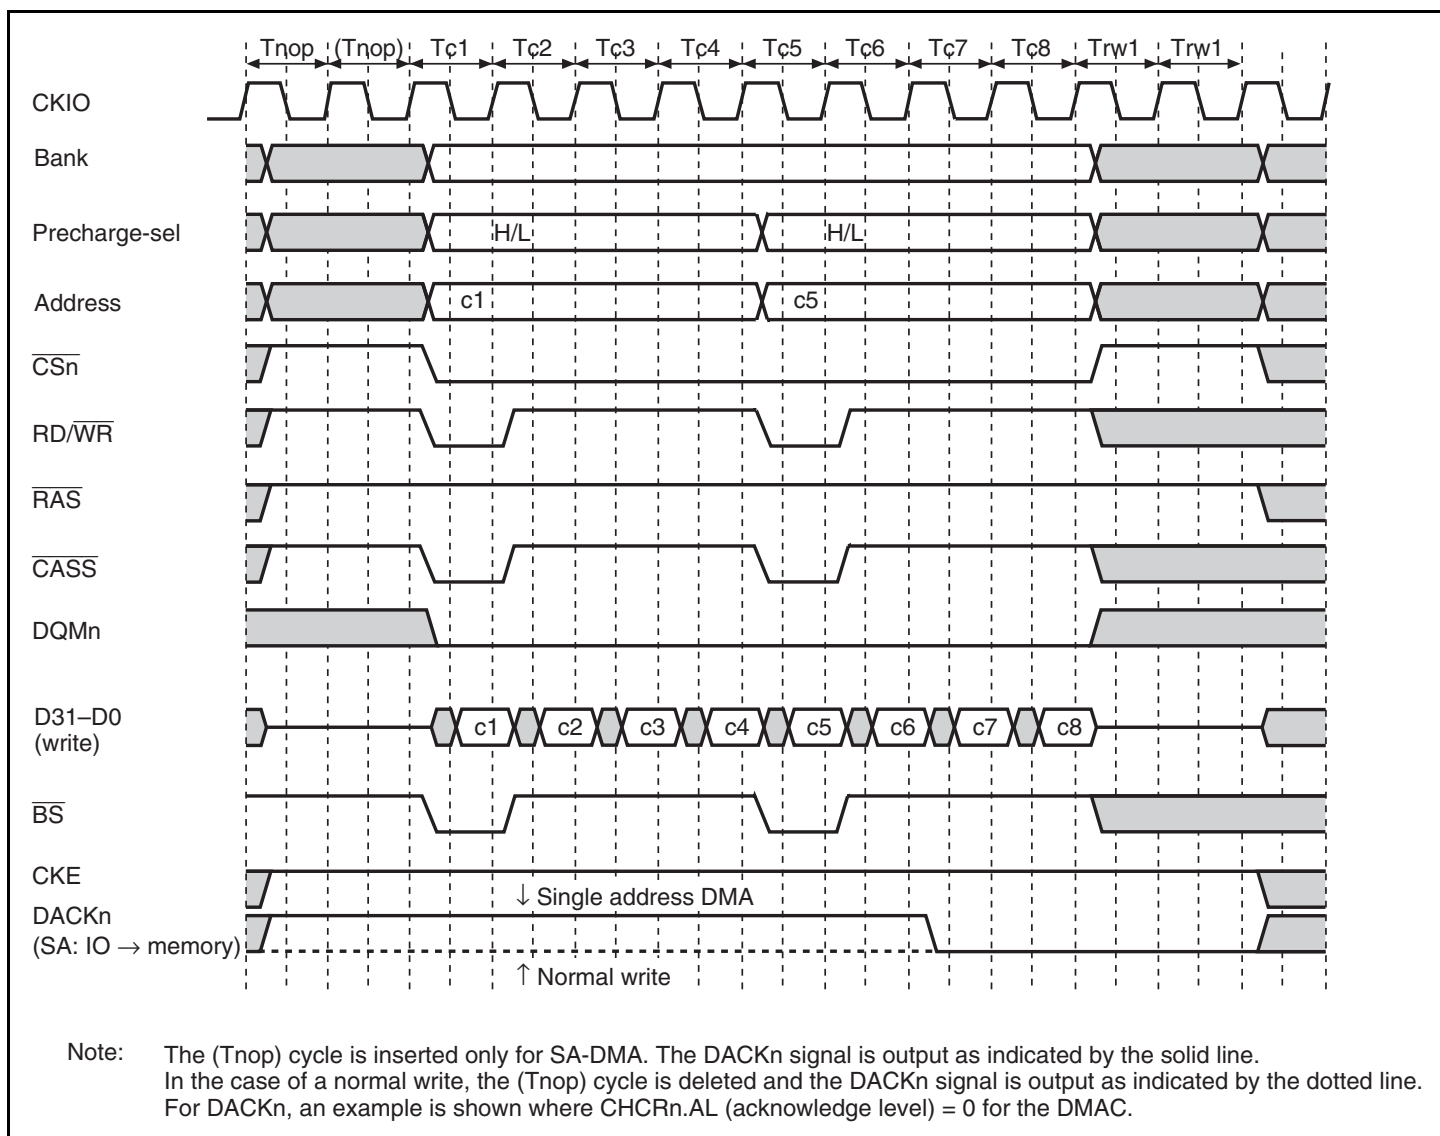 Tnop (Tnop) Tc1 Tc2 Tc3 Tc4 Tc5 Tc6 Tc7 Tc8 Trw1 Trw1
CKIO
Bank
Precharge-sel H/L H/L
Address c1 c5
CSn
RD/WR
RAS
CASS
DQMn
D31–D0
(write)
c1 c2 c3 c4 c5 c6 c7 c8
BS
CKE
↓ Single address DMA
DACKn
(SA: IO → memory)
↑ Normal write
Note: The (Tnop) cycle is inserted only for SA-DMA. The DACKn signal is output as indicated by the solid line.
In the case of a normal write, the (Tnop) cycle is deleted and the DACKn signal is output as indicated by the dotted line.
For DACKn, an example is shown where CHCRn.AL (acknowledge level) = 0 for the DMAC.